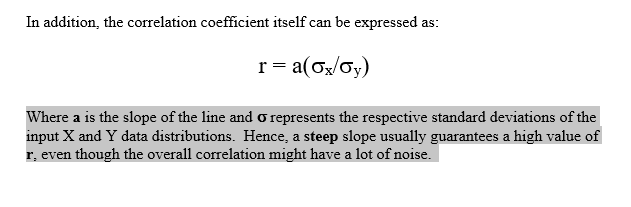 In addition, the correlation coefficient itself can be expressed as:
r = a(σx/σy)
Where a is the slope of the line and σ represents the respective standard deviations of the
input X and Y data distributions.  Hence, a steep slope usually guarantees a high value of
r, even though the overall correlation might have a lot of noise.